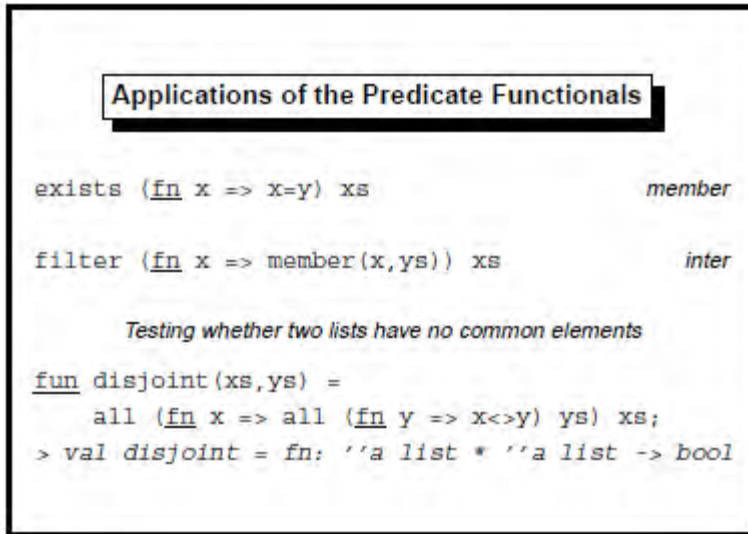 Applications of the Predicate Functionals
exists (fn x => x=y) xs member
filter (fn x => member(x,ys)) xs inter
Testing whether two lists have no common elements
fun disjoint(xs,ys) =
all (fn x => all (fn y => x<>y) ys) xs;
> val disjoint = fn: ''a list * ''a list -> bool